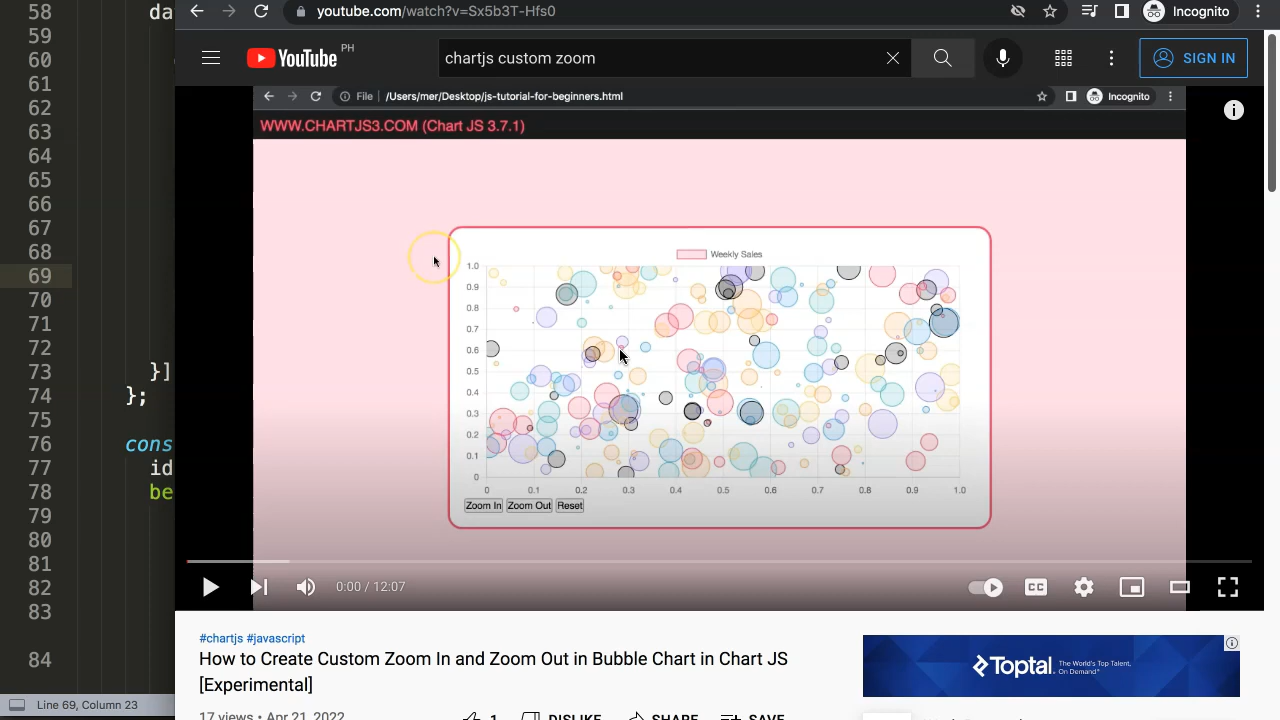 58 da
59
60
61
62
63
64
65
66
67
68
69
70
71
72
73 }]
74 };
75
76 cons
77 id
78 be
79
80
81
82
83
84
Line 69, Column 23
youtube.com/watch?v=Sx5b3T-Hfs0
Incognito
YouTube PH
chartjs custom zoom
SIGN IN
File | /Users/mer/Desktop/js-tutorial-for-beginners.html
Incognito
WWW.CHARTJS3.COM (Chart JS 3.7.1)
Weekly Sales
1.0
0.9
0.8
0.7
0.6
0.5
0.4
0.3
0.2
0.1
0
0 0.1 0.2 0.3 0.4 0.5 0.6 0.7 0.8 0.9 1.0
Zoom In Zoom Out Reset
0:00 / 12:07
CC
#chartjs #javascript
How to Create Custom Zoom In and Zoom Out in Bubble Chart in Chart JS
[Experimental]
17 views • Apr 21, 2022
1 DISLIKE SHARE SAVE
Toptal. The World's Top Talent,
On Demand